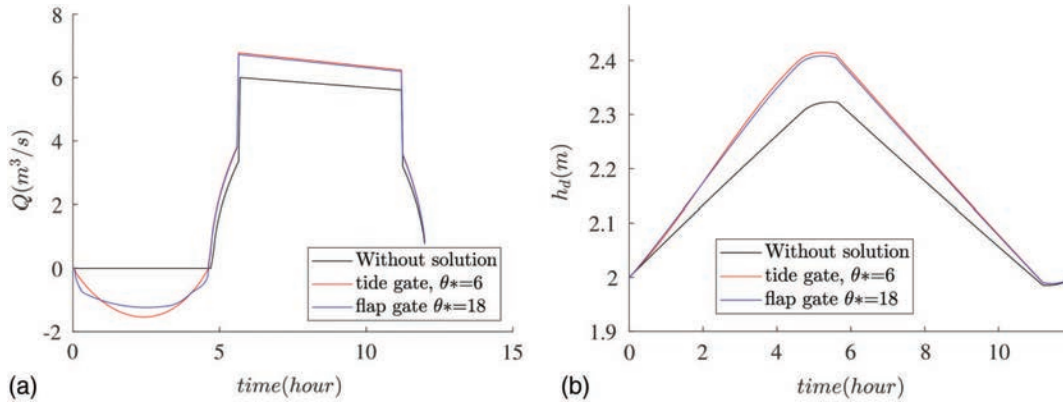 8
6
4
2
0
-2
Q(m³/s)
0
5
10
15
time(hour)
Without solution
tide gate, θ*=6
flap gate θ*=18
(a)
2.4
2.3
2.2
2.1
2
1.9
h_d(m)
0
2
4
6
8
10
time(hour)
Without solution
tide gate, θ*=6
flap gate θ*=18
(b)